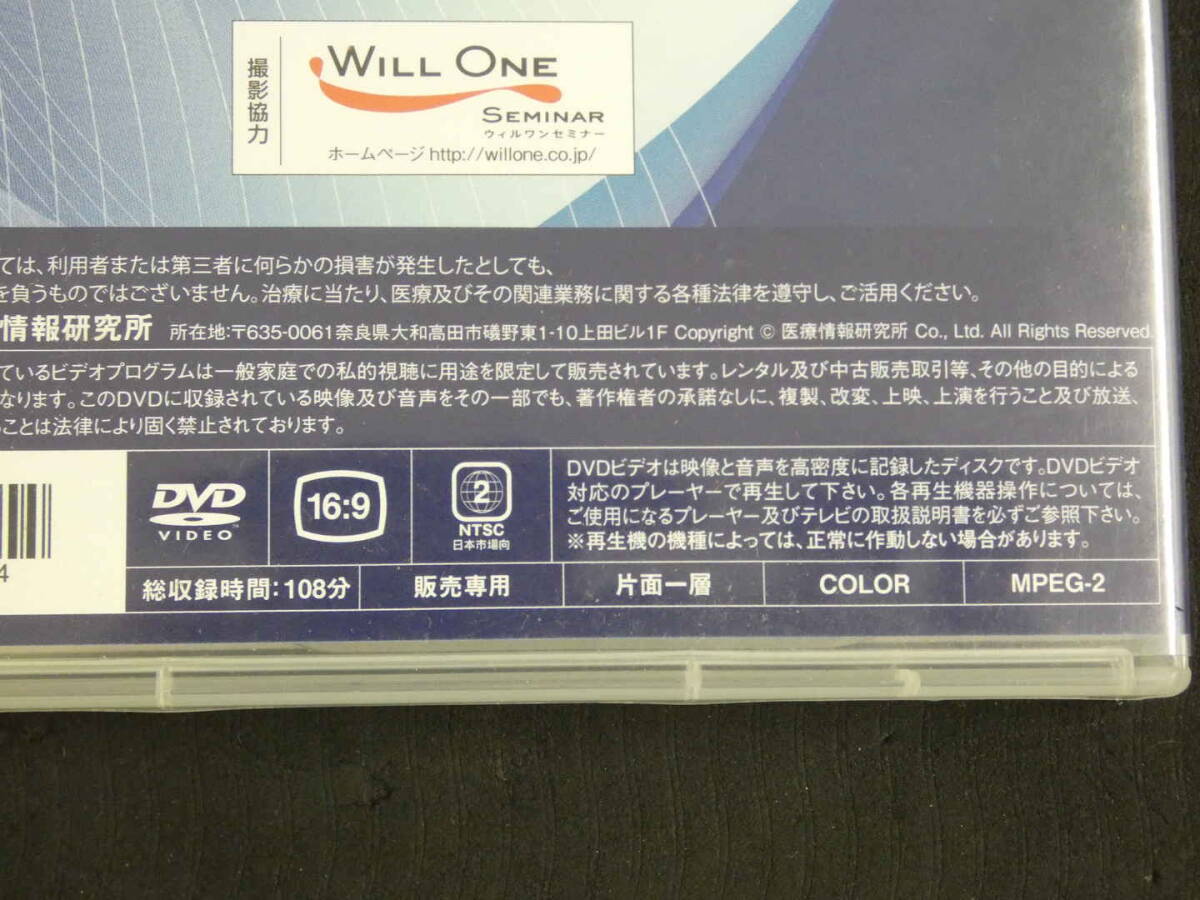 撮影協力
WILL ONE
SEMINAR
ウィルワンセミナー
ホームページ http://willone.co.jp/
ては、利用者または第三者に何らかの損害が発生したとしても、
を負うものではございません。治療に当たり、医療及びその関連業務に関する各種法律を遵守し、ご活用ください。
情報研究所 所在地:〒635-0061奈良県大和高田市礒野東1-10上田ビル1F Copyright © 医療情報研究所 Co., Ltd. All Rights Reserved.
ているビデオプログラムは一般家庭での私的視聴に用途を限定して販売されています。レンタル及び中古販売取引等、その他の目的による
なります。このDVDに収録されている映像及び音声をその一部でも、著作権者の承諾なしに、複製、改変、上映、上演を行うこと及び放送、
ことは法律により固く禁止されております。
4
DVD
VIDEO
16:9
2
NTSC
日本市場向
DVDビデオは映像と音声を高密度に記録したディスクです。DVDビデオ
対応のプレーヤーで再生して下さい。各再生機器操作については、
ご使用になるプレーヤー及びテレビの取扱説明書を必ずご参照下さい。
※再生機の機種によっては、正常に作動しない場合があります。
総収録時間:108分 販売専用 片面一層 COLOR MPEG-2